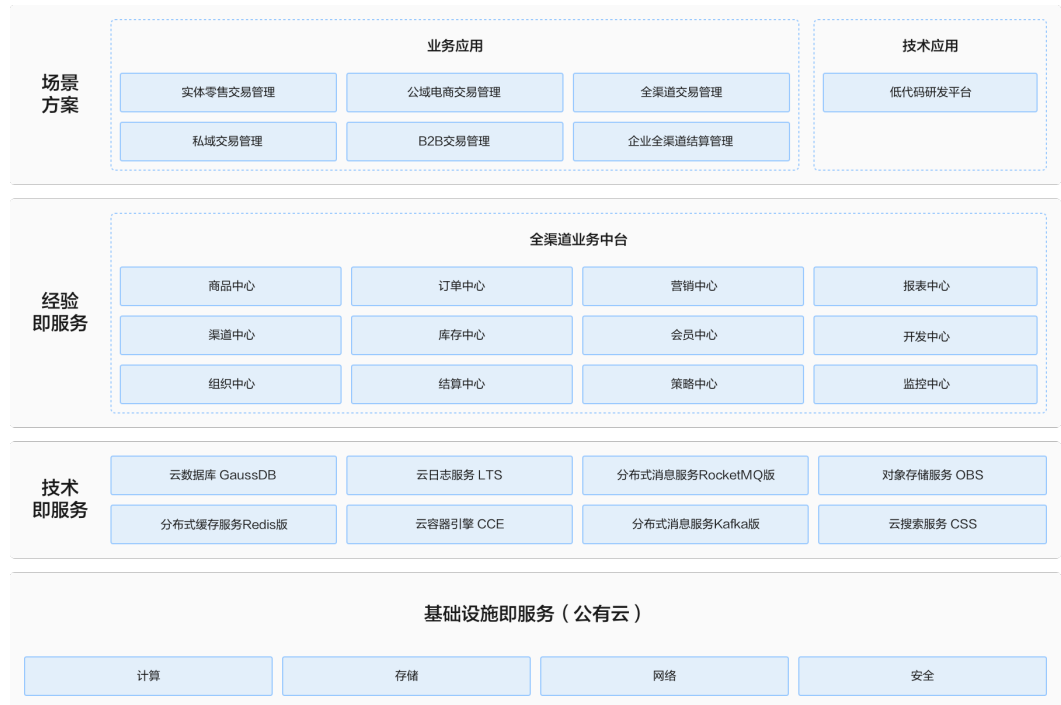 场景
方案
业务应用
实体零售交易管理
公域电商交易管理
全渠道交易管理
私域交易管理
B2B交易管理
企业全渠道结算管理
技术应用
低代码研发平台
经验
即服务
全渠道业务中台
商品中心
订单中心
营销中心
报表中心
渠道中心
库存中心
会员中心
开发中心
组织中心
结算中心
策略中心
监控中心
技术
即服务
云数据库 GaussDB
云日志服务 LTS
分布式消息服务RocketMQ版
对象存储服务 OBS
分布式缓存服务Redis版
云容器引擎 CCE
分布式消息服务Kafka版
云搜索服务 CSS
基础设施即服务（公有云）
计算
存储
网络
安全